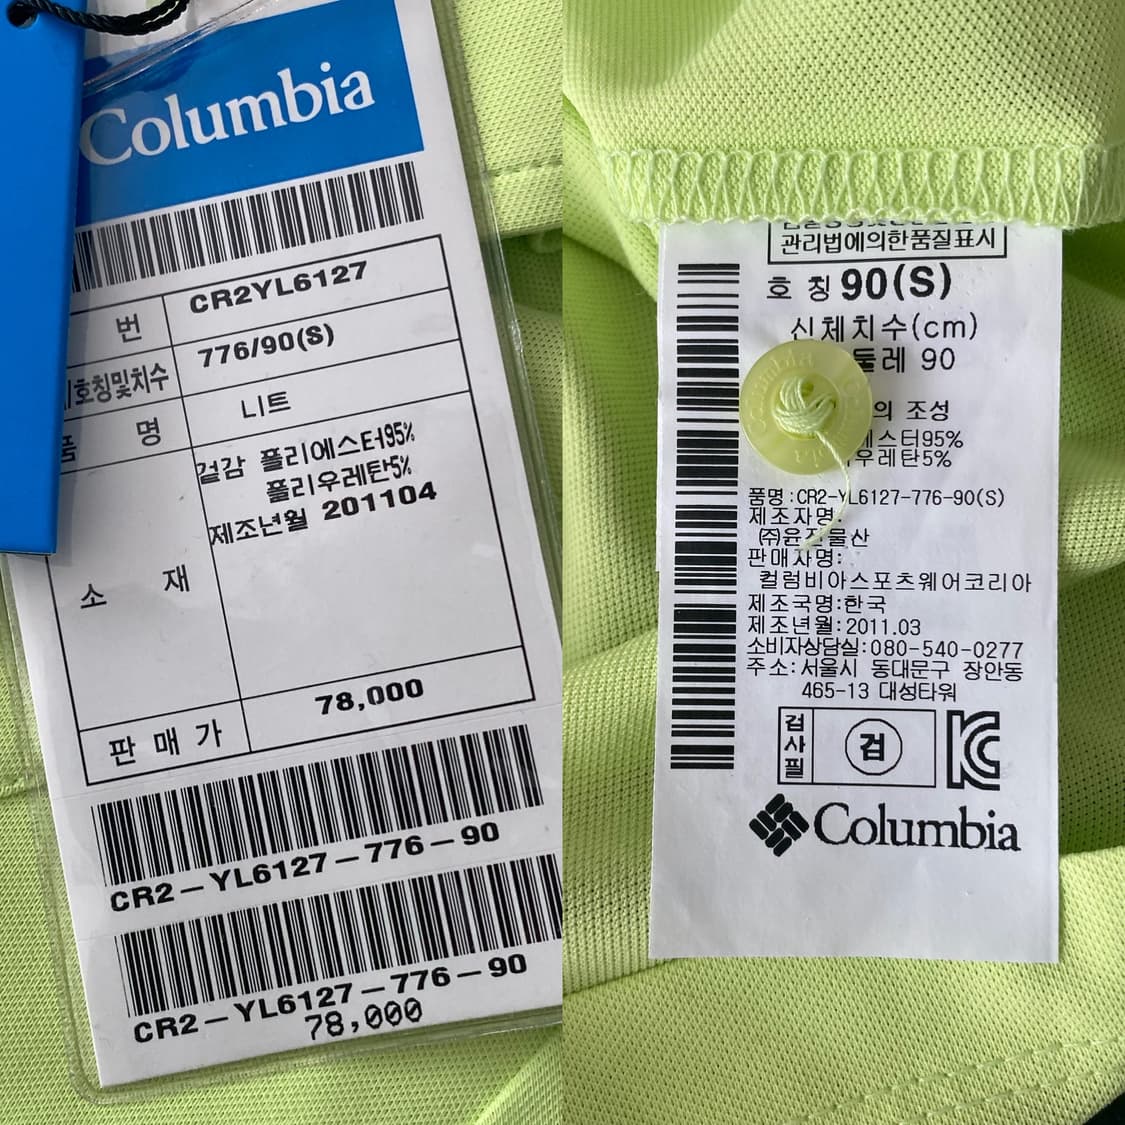 Columbia
번 CR2YL6127
호칭및치수 776/90(S)
품 명 니트
겉감 폴리에스터95%
폴리우레탄5%
제조년월 201104
소 재
판 매 가 78,000
CR2-YL6127-776-90
CR2-YL6127-776-90
78,000
관리법에의한품질표시
호 칭 90(S)
신체치수(cm)
둘레 90
의 조성
에스터95%
우레탄5%
품명:CR2-YL6127-776-90(S)
제조자명:
판매자명:
컬럼비아스포츠웨어코리아
제조국명:한국
제조년월:2011.03
소비자상담실:080-540-0277
주소:서울시 동대문구 장안동
465-13 대성타워
검사필
검
KC
Columbia